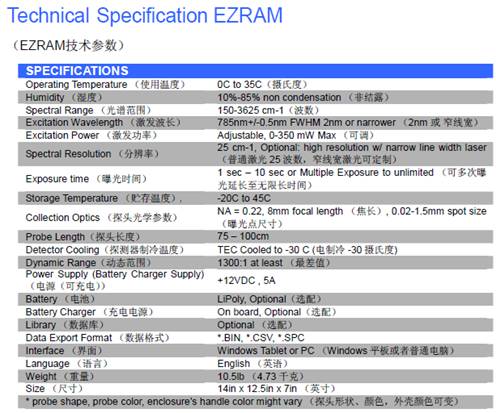 Technical Specification EZRAM
（EZRAM技术参数）
SPECIFICATIONS
Operating Temperature （使用温度） 0C to 35C（摄氏度）
Humidity （湿度） 10%-85% non condensation （非结露）
Spectral Range （光谱范围） 150-3625 cm-1（波数）
Excitation Wavelength （激发波长） 785nm+/-0.5nm FWHM 2nm or narrower （2nm 或 窄线宽）
Excitation Power （激发功率） Adjustable, 0-350 mW Max （可调）
Spectral Resolution （分辨率） 25 cm-1, Optional: high resolution w/ narrow line width laser
（普通激光 25 波数，窄线宽激光可定制）
Exposure time （曝光时间） 1 sec – 10 sec or Multiple Exposure to unlimited （可多次曝
光延长至无限长时间）
Storage Temperature （贮存温度）, -20C to 45C
Collection Optics （探头光学参数） NA = 0.22, 8mm focal length （焦长）, 0.02-1.5mm spot size
（曝光点尺寸）
Probe Length（探头长度） 75 – 100cm
Detector Cooling（探测器制冷温度） TEC Cooled to -30 C (电制冷 -30 摄氏度)
Dynamic Range（动态范围） 1300:1 at least （最差值）
Power Supply (Battery Charger Supply)
（电源（可充电）） +12VDC , 5A
Battery （电池） LiPoly, Optional（选配）
Battery Charger （充电电源） On board, Optional（选配）
Library （数据库） Optional （选配）
Data Export Format （数据格式） *.BIN, *.CSV, *.SPC
Interface （界面） Windows Tablet or PC （Windows 平板或者普通电脑）
Language （语言） English （英语）
Weight （重量） 10.5lb （4.73 千克）
Size （尺寸） 14in x 12.5in x 7in （英寸）
* probe shape, probe color, enclosure's handle color might vary （探头形状、颜色，外壳颜色可变）